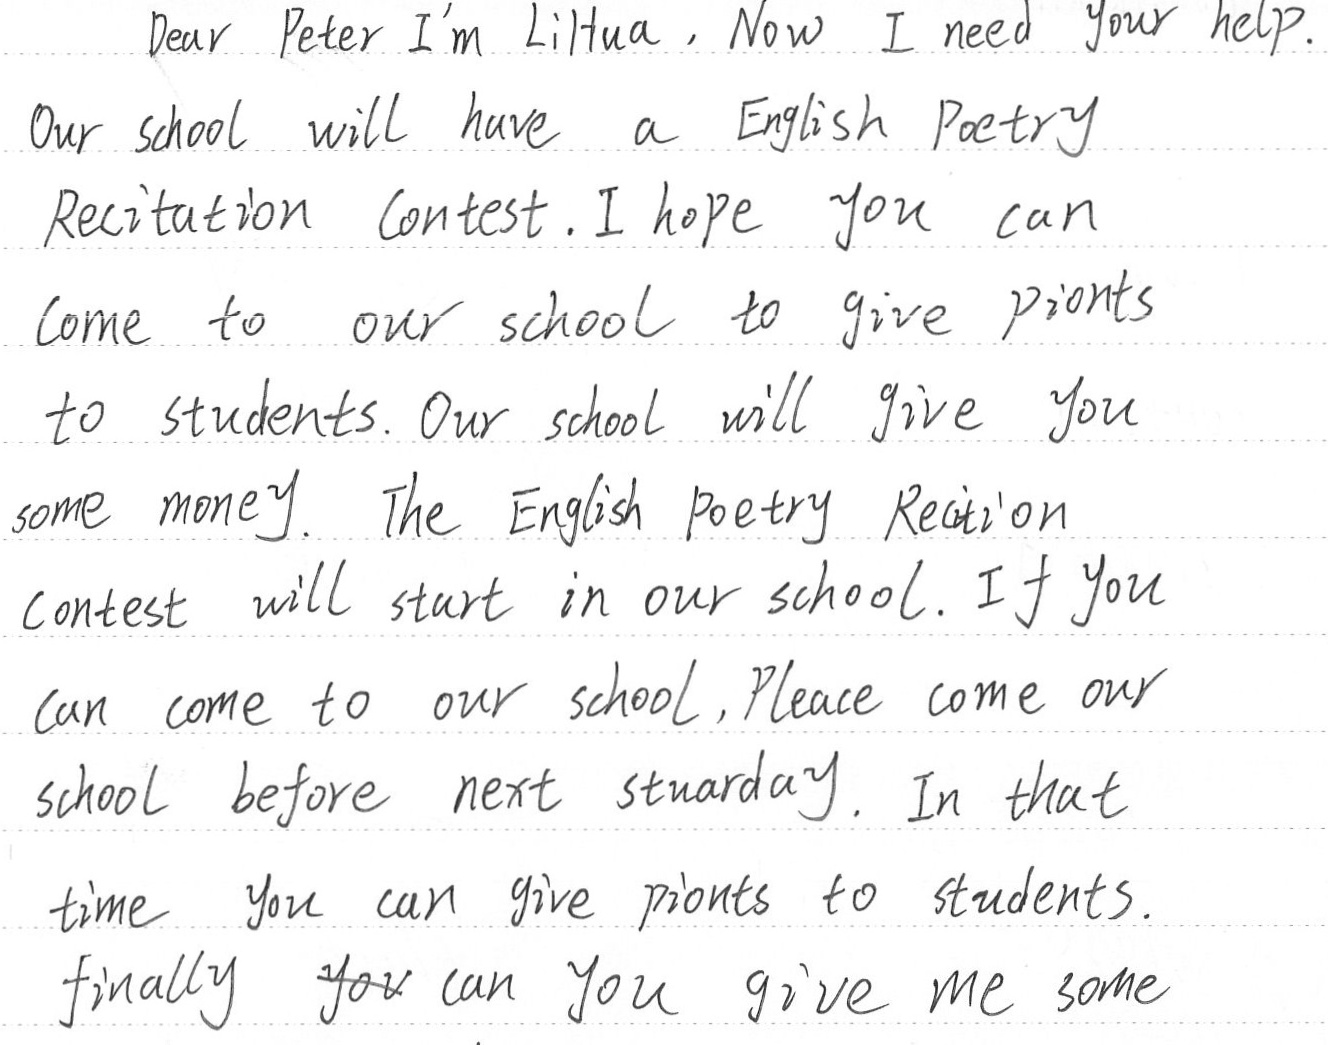 Dear Peter I'm LiHua. Now I need your help.
Our school will have a English Poetry
Recitation Contest. I hope you can
come to our school to give pionts
to students. Our school will give you
some money. The English Poetry Recition
Contest will start in our school. If you
can come to our school, Pleace come our
school before next stuarday. In that
time you can give pionts to students.
finally you can you give me some